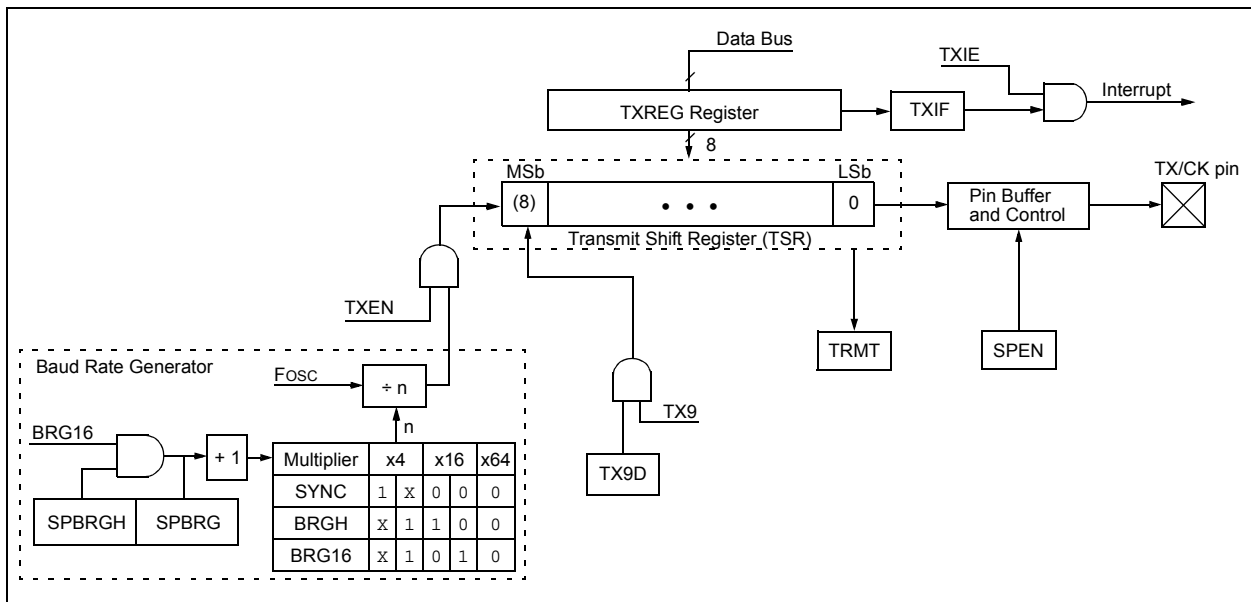 Data Bus
TXIE
Interrupt
TXREG Register
TXIF
8
MSb
LSb
TX/CK pin
(8)
• • •
0
Pin Buffer
and Control
Transmit Shift Register (TSR)
TXEN
TRMT
SPEN
Baud Rate Generator
FOSC
÷ n
TX9
n
BRG16
+ 1
Multiplier x4 x16 x64
TX9D
SYNC 1 X 0 0 0
SPBRGH SPBRG
BRGH X 1 1 0 0
BRG16 X 1 0 1 0